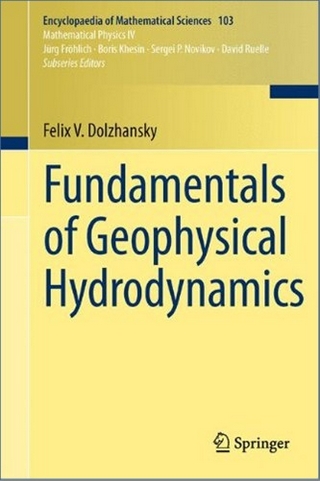 Encyclopaedia of Mathematical Sciences 103
Mathematical Physics IV
Jürg Fröhlich · Boris Khesin · Sergei P. Novikov · David Ruelle
Subseries Editors
Felix V. Dolzhansky
Fundamentals
of Geophysical
Hydrodynamics
Springer